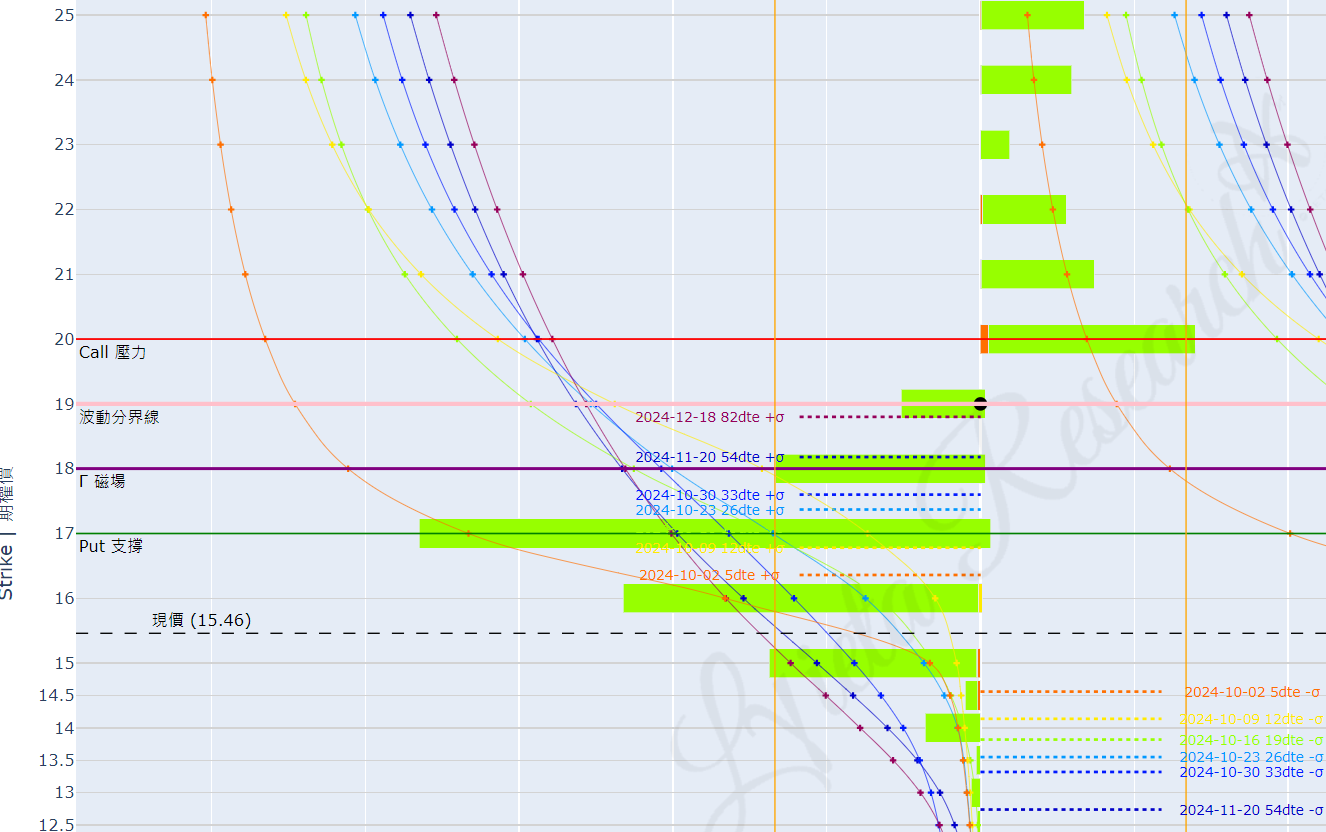 25
24
23
22
21
20
Call 壓力
19
波動分界線
2024-12-18 82dte +σ
2024-11-20 54dte +σ
18
Γ 磁場
2024-10-30 33dte +σ
2024-10-23 26dte +σ
17
Put 支撐
2024-10-09 12dte +σ
2024-10-02 5dte +σ
16
現價 (15.46)
15
14.5
2024-10-02 5dte -σ
2024-10-09 12dte -σ
14
2024-10-16 19dte -σ
13.5
2024-10-23 26dte -σ
2024-10-30 33dte -σ
13
2024-11-20 54dte -σ
12.5
Strike | 期權價
Research